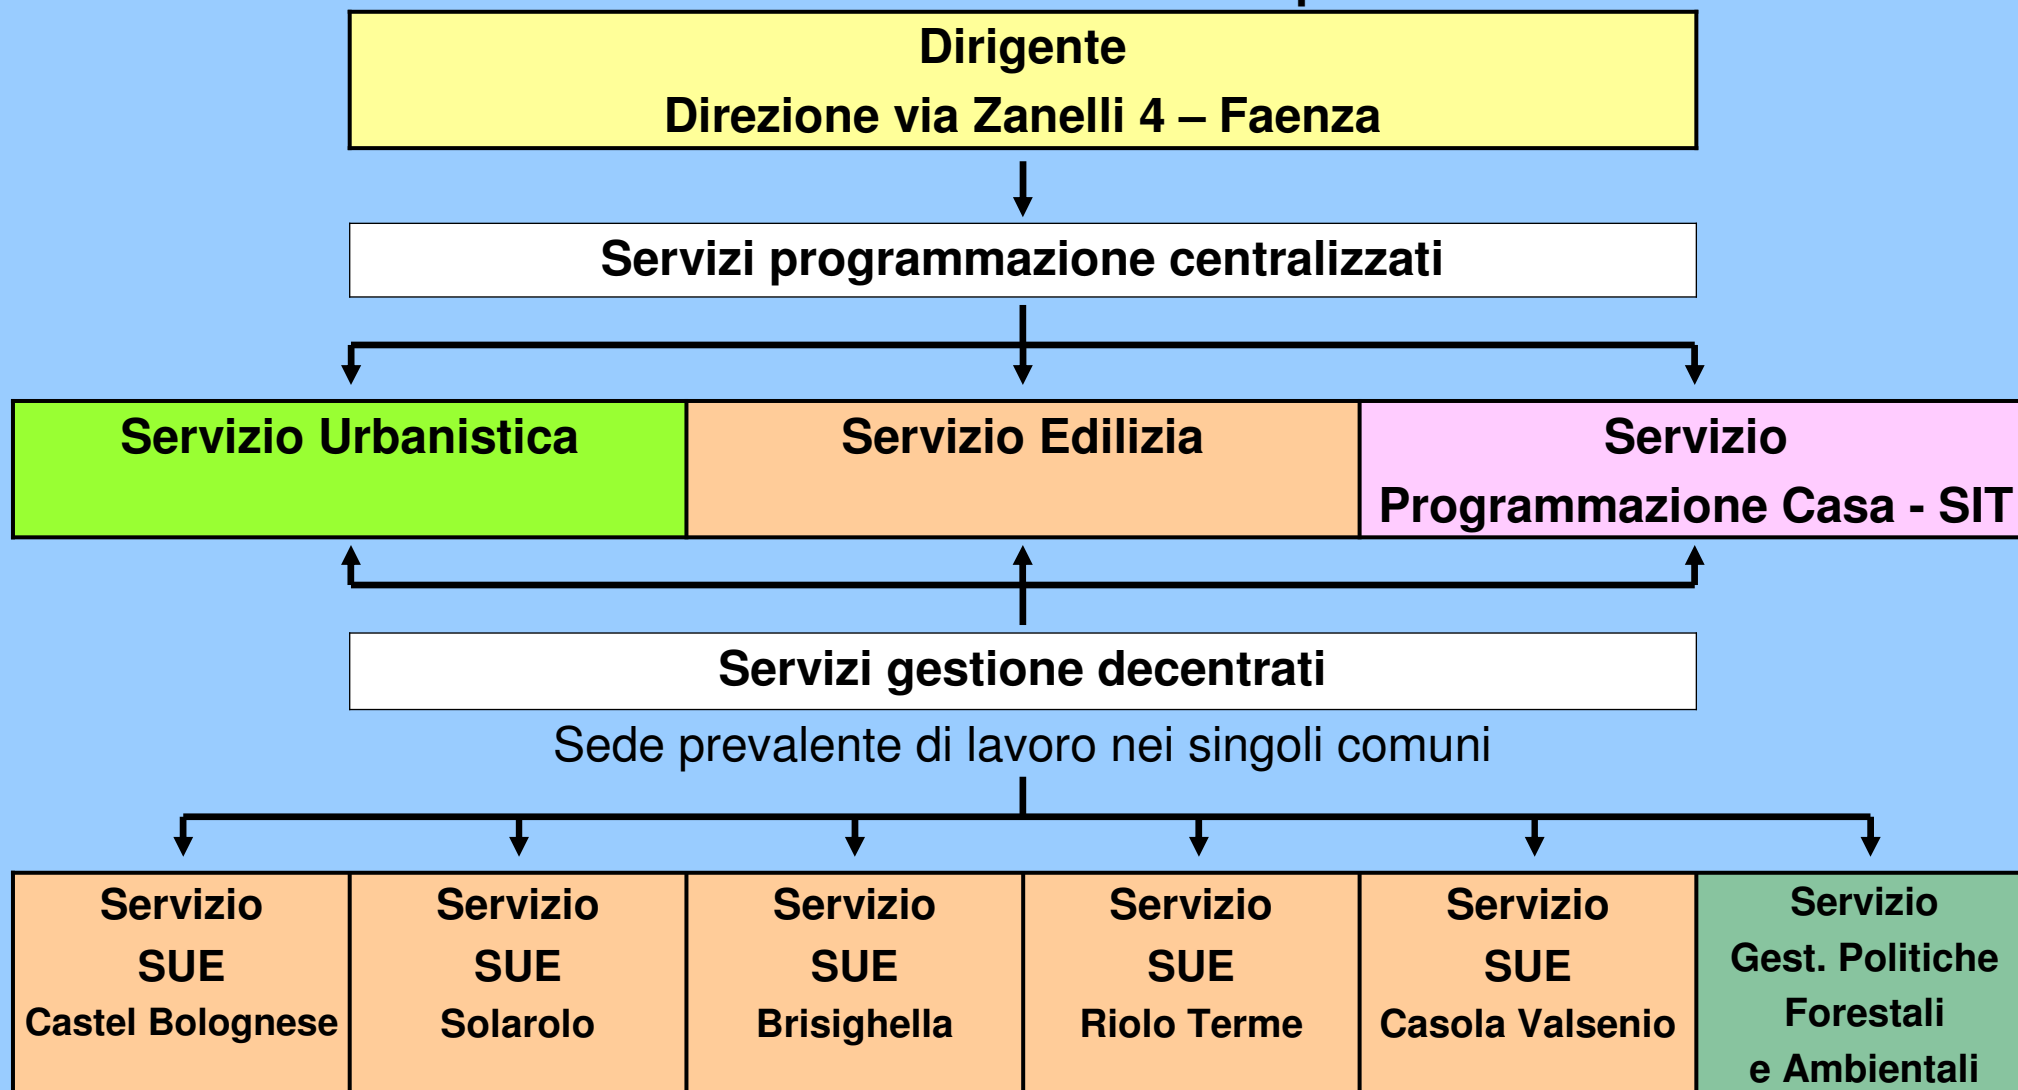 Dirigente
Direzione via Zanelli 4 – Faenza
Servizi programmazione centralizzati
Servizio Urbanistica
Servizio Edilizia
Servizio
Programmazione Casa - SIT
Servizi gestione decentrati
Sede prevalente di lavoro nei singoli comuni
Servizio
SUE
Castel Bolognese
Servizio
SUE
Solarolo
Servizio
SUE
Brisighella
Servizio
SUE
Riolo Terme
Servizio
SUE
Casola Valsenio
Servizio
Gest. Politiche
Forestali
e Ambientali